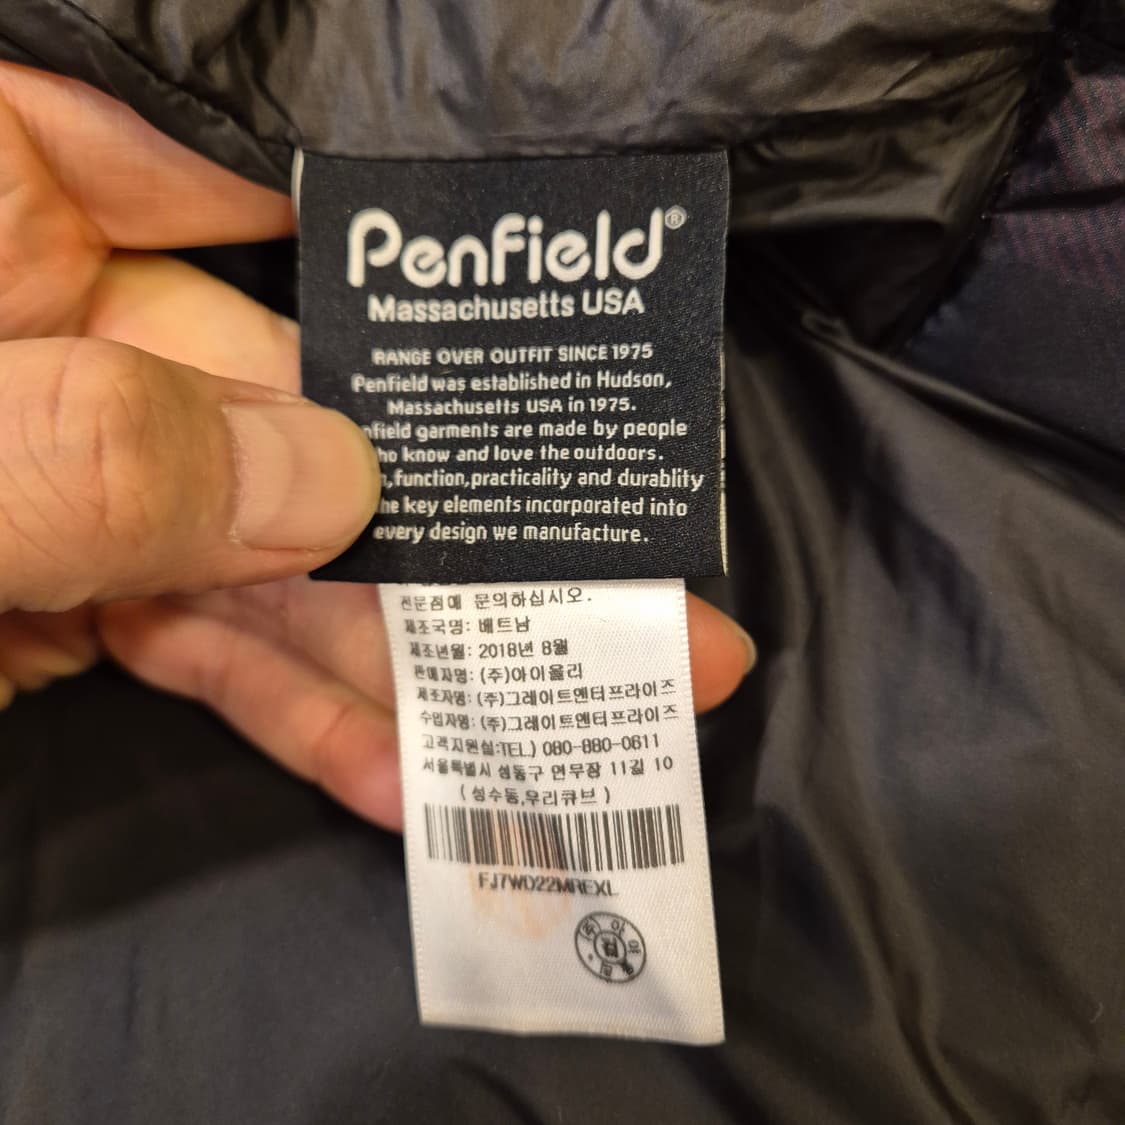 Penfield®
Massachusetts USA
RANGE OVER OUTFIT SINCE 1975
Penfield was established in Hudson,
Massachusetts USA in 1975.
nfield garments are made by people
ho know and love the outdoors.
n,function,practicality and durablity
he key elements incorporated into
every design we manufacture.
전문점에 문의하십시오.
제조국명: 베트남
제조년월: 2018년 8월
판매자명: (주)아이올리
제조자명: (주)그레이트엔터프라이즈
수입자명: (주)그레이트엔터프라이즈
고객지원실:TEL) 080-880-0611
서울특별시 성동구 연무장 11길 10
(성수동,우리큐브)
FJ7WD22MREXL